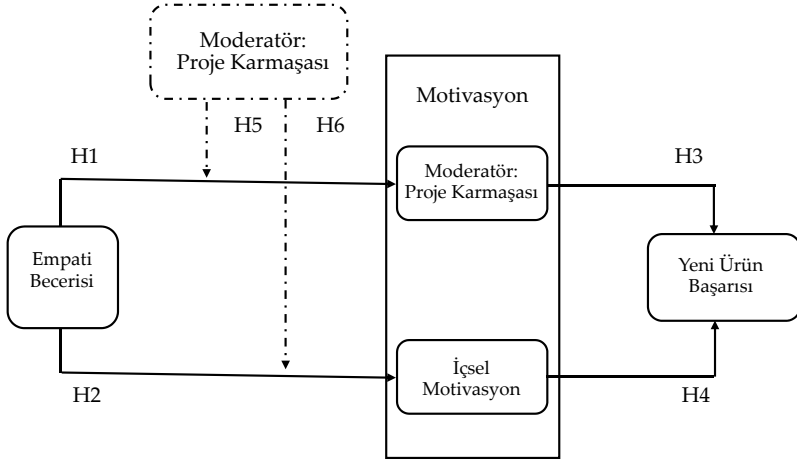 Moderatör:
Proje Karmaşası
Motivasyon
H5
H6
H1
Moderatör:
Proje Karmaşası
H3
Empati
Becerisi
Yeni Ürün
Başarısı
İçsel
Motivasyon
H2
H4